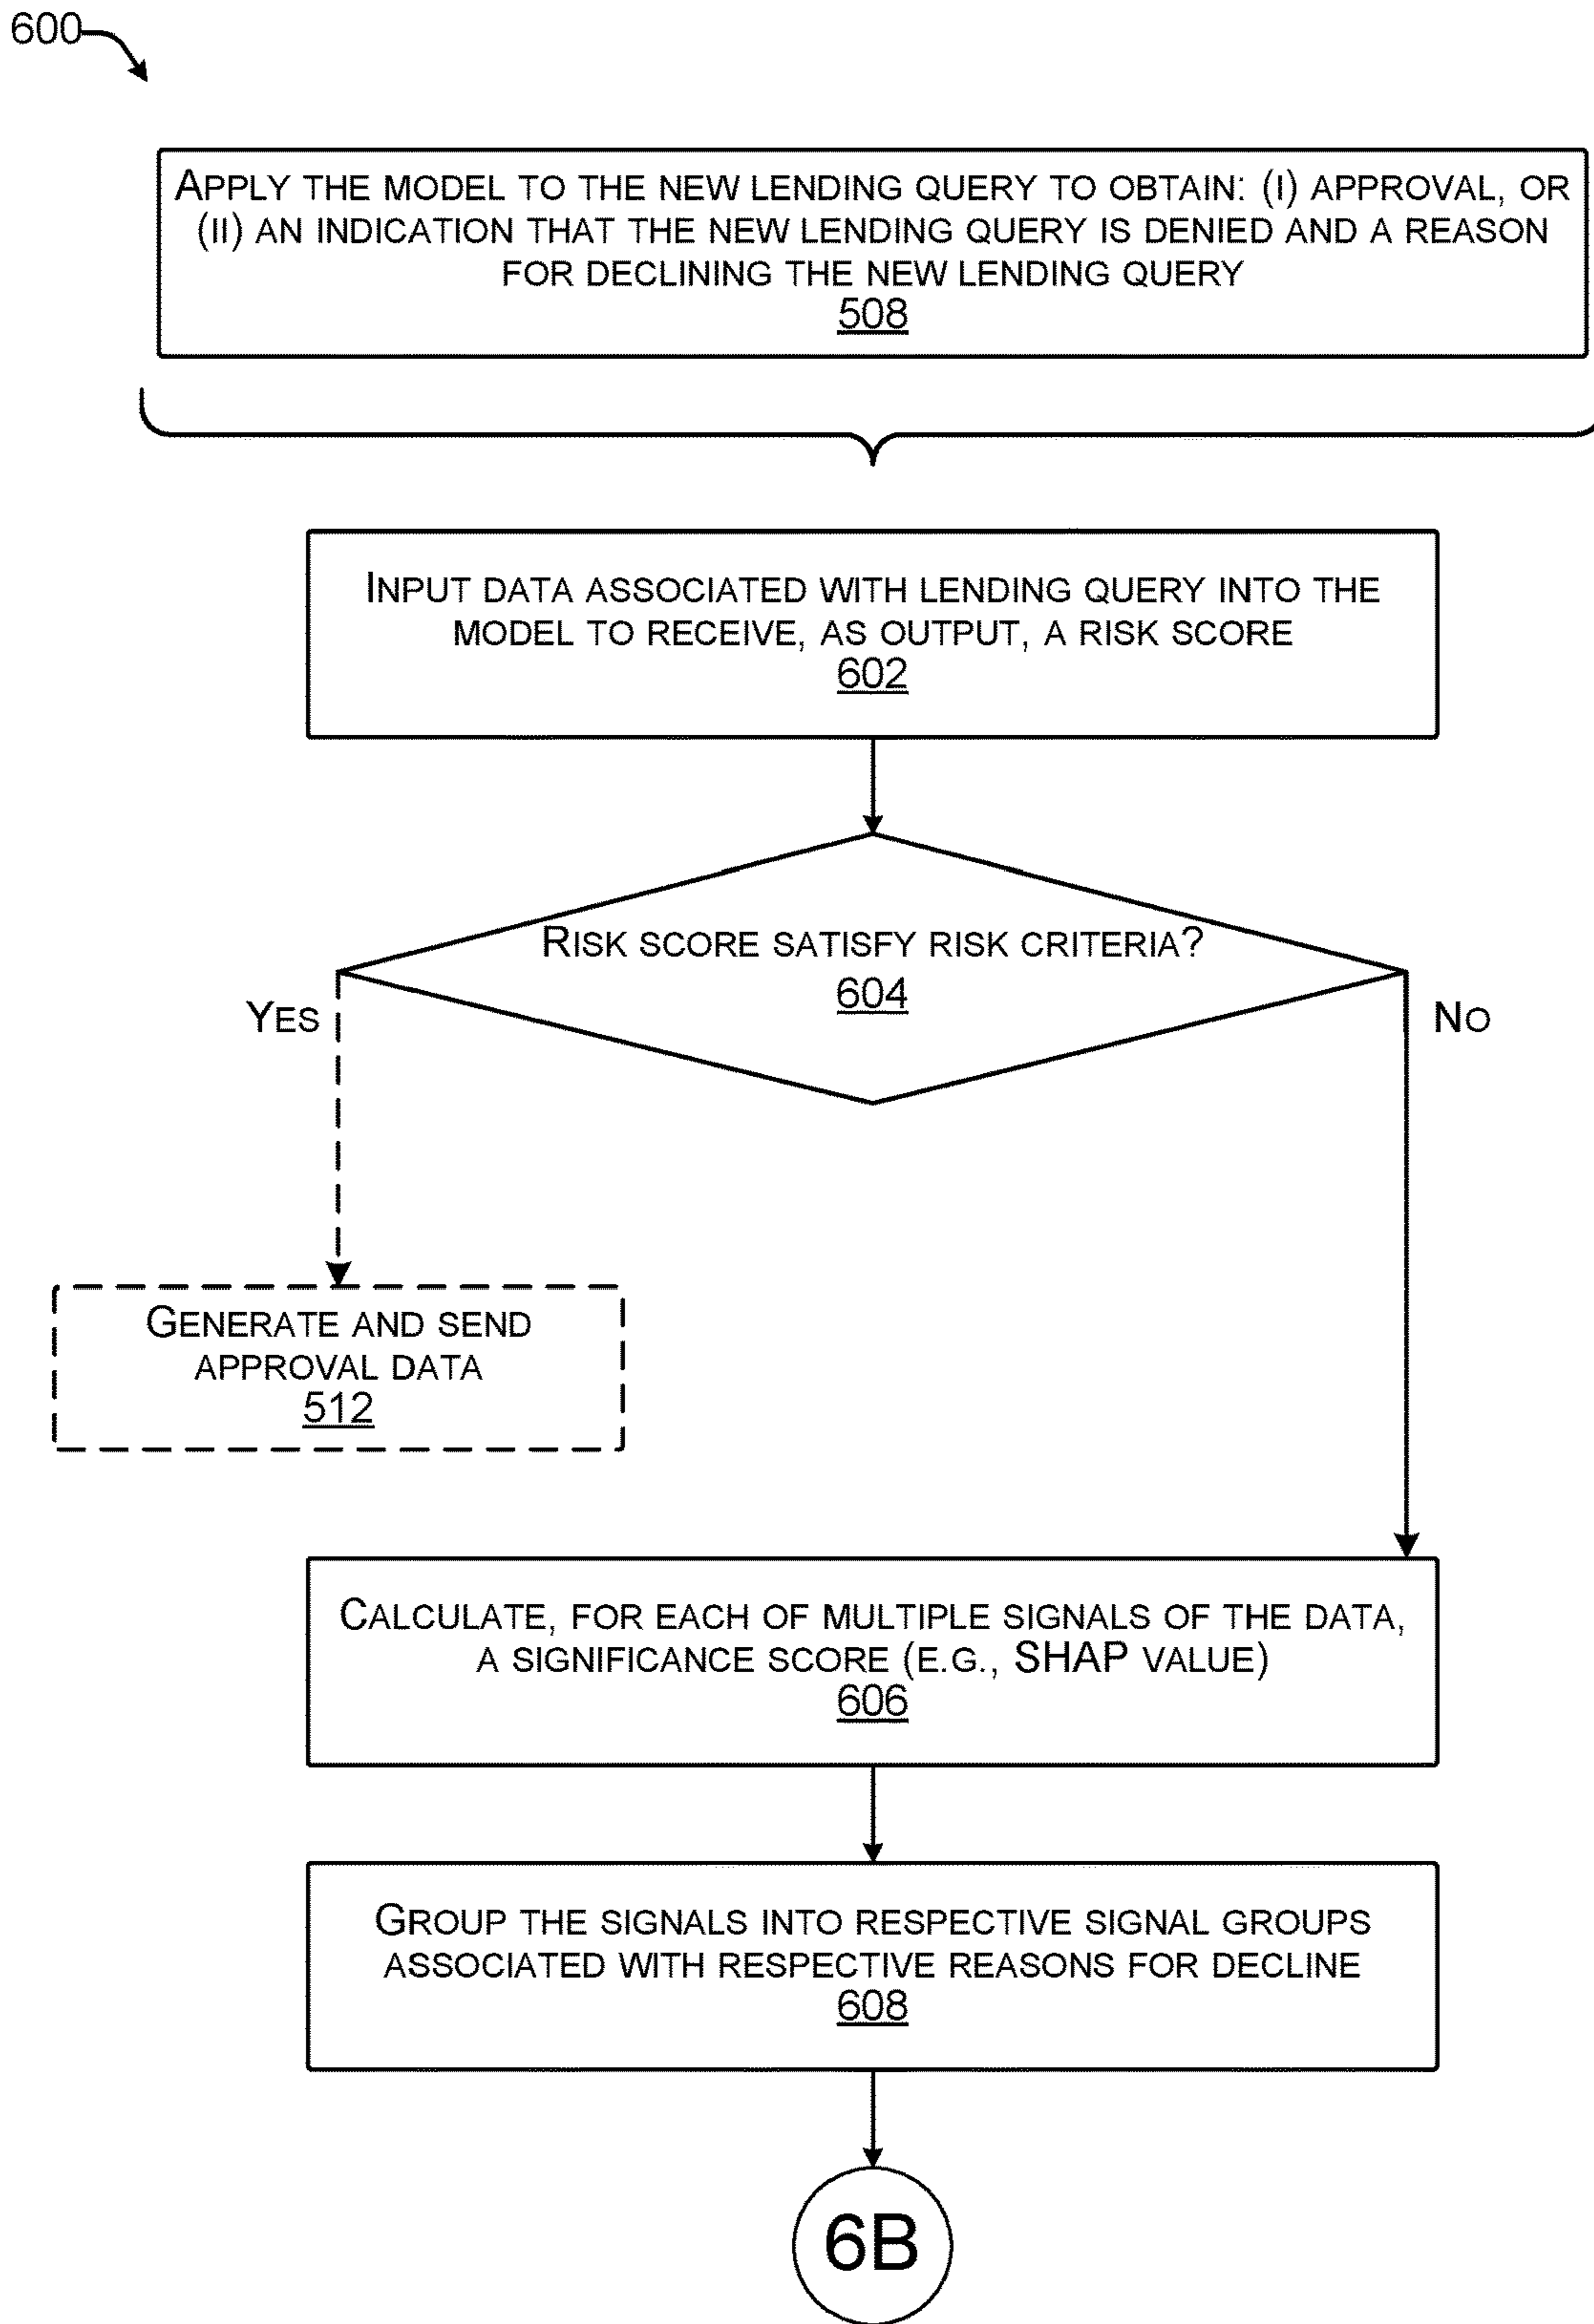 600
APPLY THE MODEL TO THE NEW LENDING QUERY TO OBTAIN: (I) APPROVAL, OR
(II) AN INDICATION THAT THE NEW LENDING QUERY IS DENIED AND A REASON
FOR DECLINING THE NEW LENDING QUERY
508
INPUT DATA ASSOCIATED WITH LENDING QUERY INTO THE
MODEL TO RECEIVE, AS OUTPUT, A RISK SCORE
602
RISK SCORE SATISFY RISK CRITERIA?
604
YES
NO
GENERATE AND SEND
APPROVAL DATA
512
CALCULATE, FOR EACH OF MULTIPLE SIGNALS OF THE DATA,
A SIGNIFICANCE SCORE (E.G., SHAP VALUE)
606
GROUP THE SIGNALS INTO RESPECTIVE SIGNAL GROUPS
ASSOCIATED WITH RESPECTIVE REASONS FOR DECLINE
608
6B